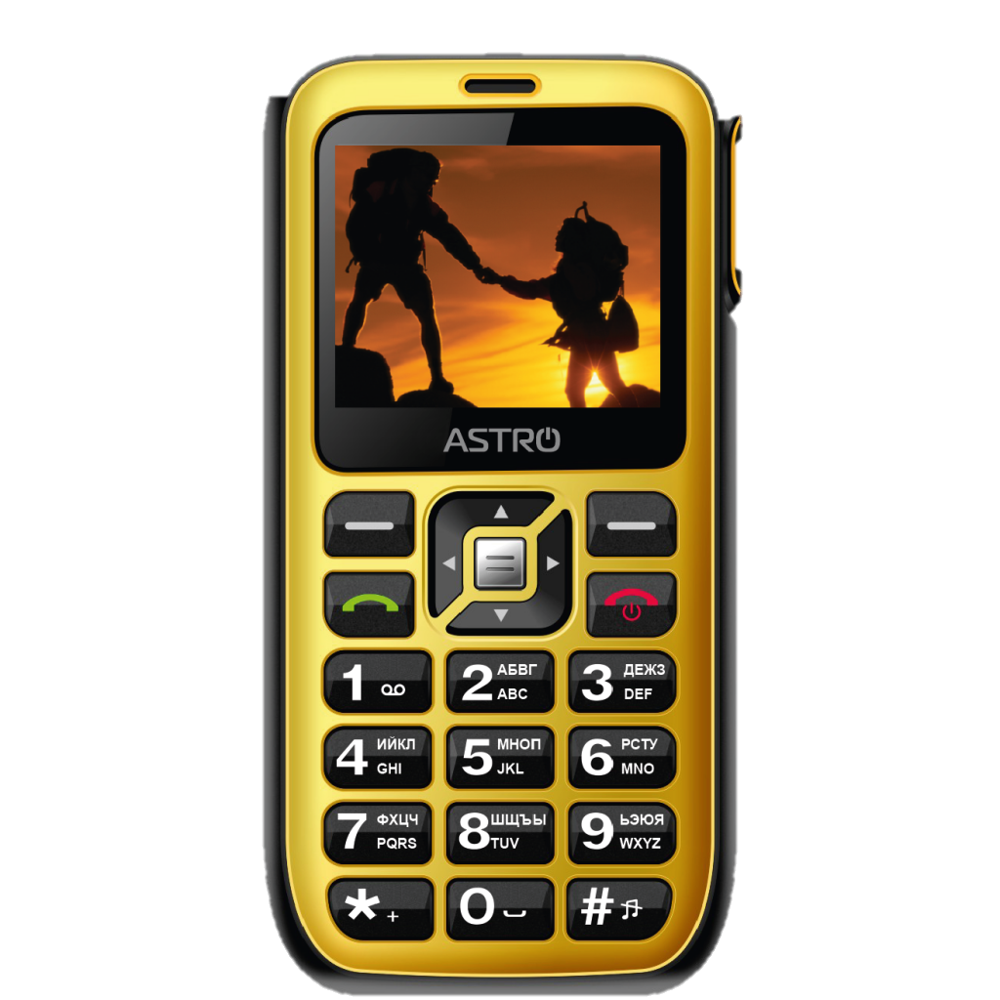 ASTRO
1
2 АБВГ
ABC
3 ДЕЖЗ
DEF
4 ИЙКЛ
GHI
5 МНОП
JKL
6 РСТУ
MNO
7 ФХЦЧ
PQRS
8 ШЩЪЫ
TUV
9 ЬЭЮЯ
WXYZ
* +
0
#